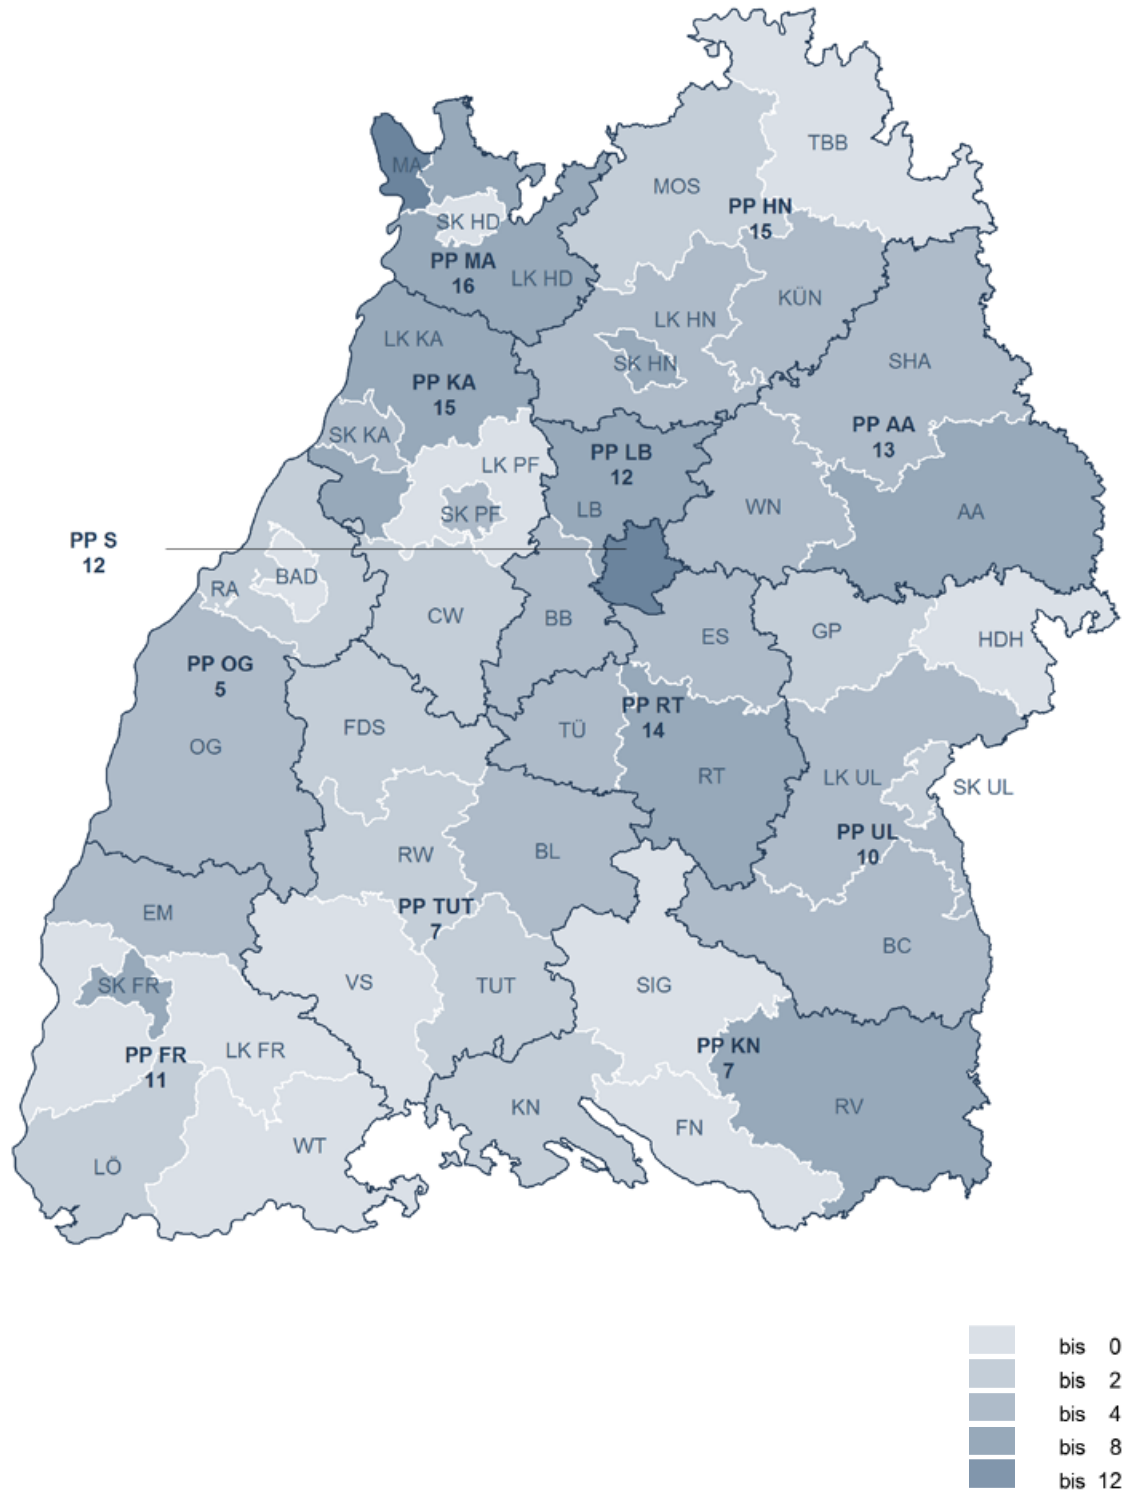 TBB
MA
MOS
PP HN
15
SK HD
PP MA
16
LK HD
KÜN
LK HN
LK KA
SK HN
SHA
PP KA
15
PP AA
13
SK KA
PP LB
12
LK PF
LB
WN
AA
SK PF
PP S
12
BAD
RA
CW
BB
ES
GP
HDH
PP OG
5
OG
FDS
PP RT
14
TÜ
RT
LK UL
SK UL
PP UL
10
RW
BL
EM
PP TUT
7
BC
SK FR
VS
TUT
SIG
PP FR
11
LK FR
PP KN
7
KN
RV
FN
WT
LÖ
bis 0
bis 2
bis 4
bis 8
bis 12